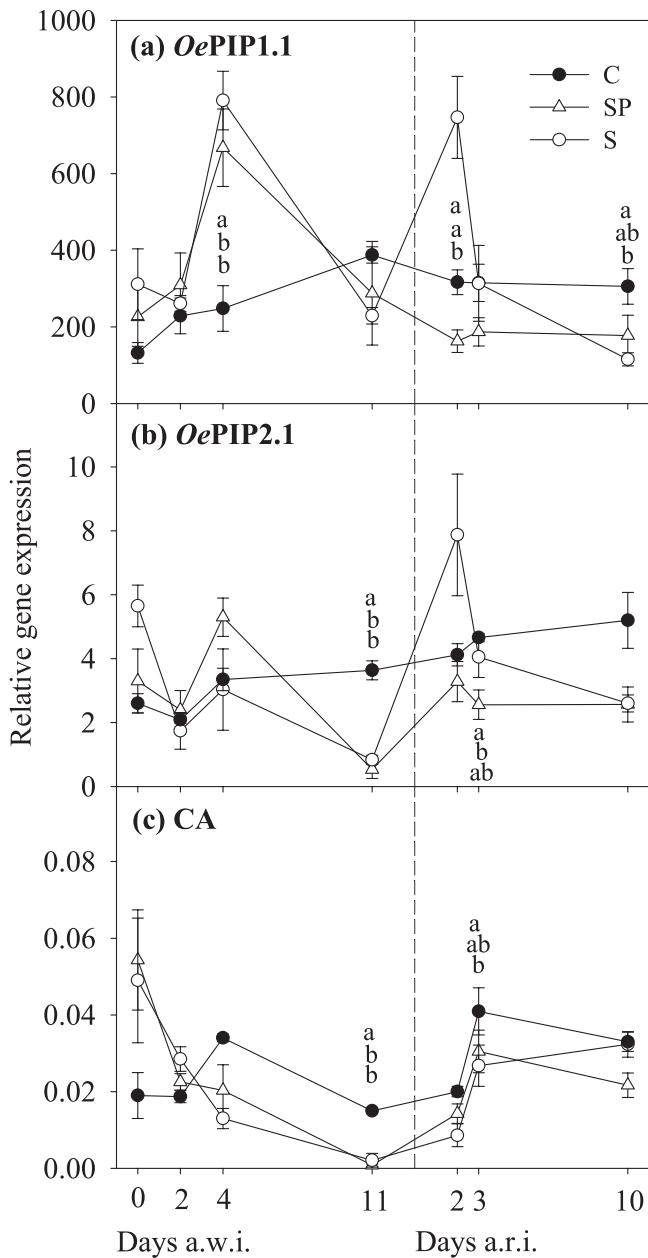 Relative gene expression
(a) OePIP1.1
1000
800
600
400
200
0
C
SP
S
a
b
b
a
a
b
a
ab
b
(b) OePIP2.1
10
8
6
4
2
0
a
b
b
a
b
ab
(c) CA
0.08
0.06
0.04
0.02
0.00
a
b
b
a
ab
b
0 2 4 11 2 3 10
Days a.w.i. Days a.r.i.